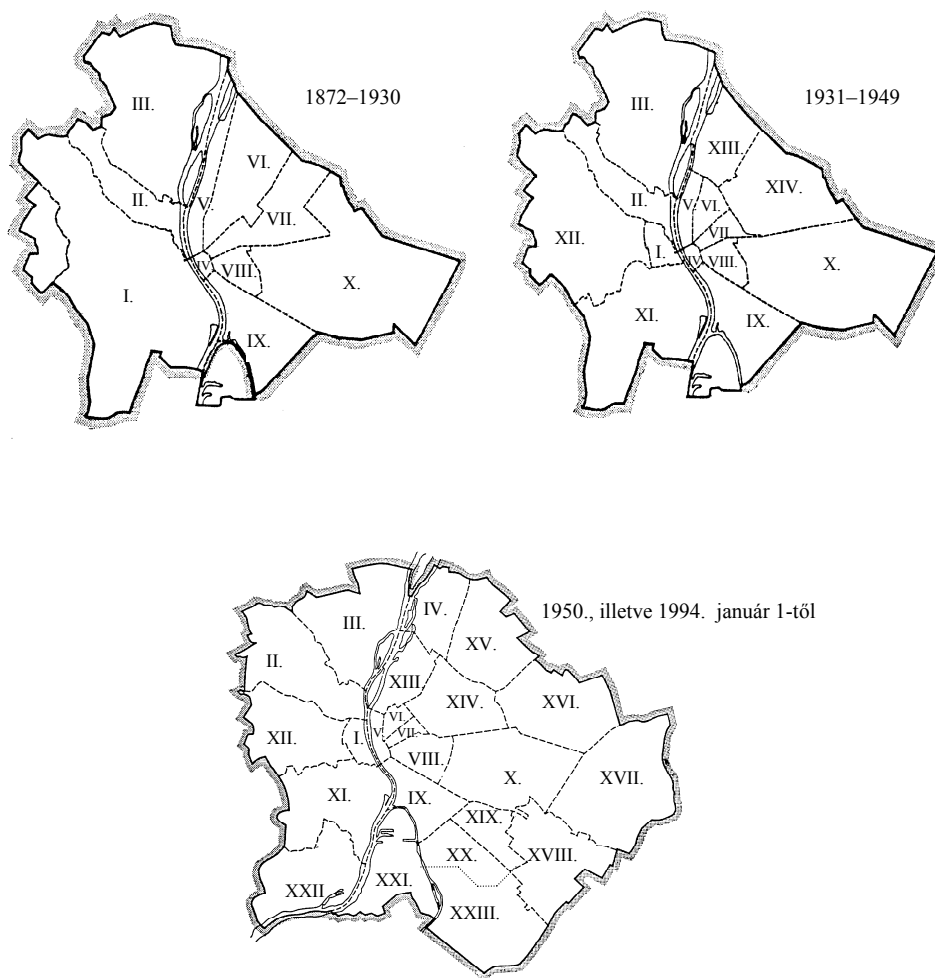 1872–1930
III.
VI.
II.
V.
VII.
IV.
VIII.
X.
I.
IX.
1931–1949
III.
XIII.
XIV.
II.
V.
VI.
XII.
VII.
I.
IV.
VIII.
X.
XI.
IX.
1950., illetve 1994. január 1-től
IV.
III.
XV.
II.
XIII
XIV.
XVI.
VI.
XII.
I.
V.
VII.
VIII.
XVII.
X.
XI.
IX.
XIX.
XX.
XVIII.
XXII
XXI.
XXIII.